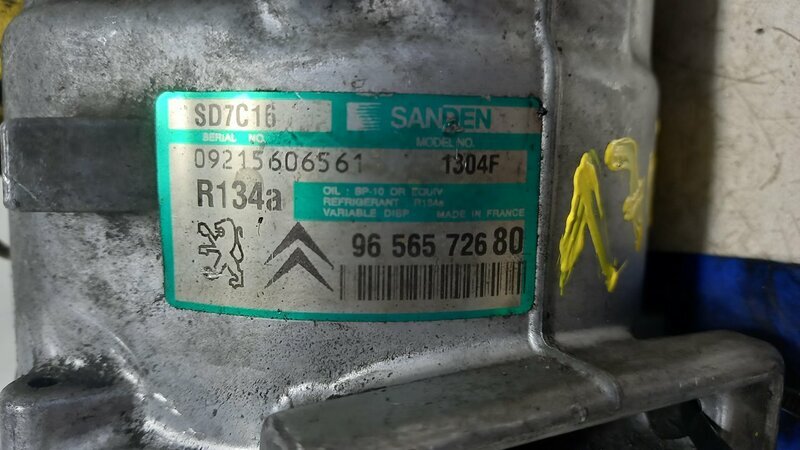 SD7C16 SANDEN
SERIAL NO. MODEL NO.
09215606561 1304F
R134a
OIL : SP-10 OR EQUIV
REFRIGERANT R134a
VARIABLE DISP MADE IN FRANCE
96 565 726 80